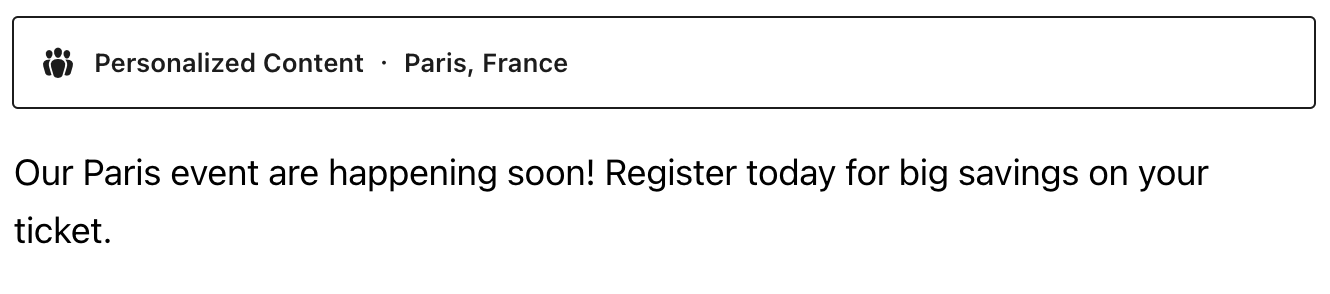 Personalized Content · Paris, France
Our Paris event are happening soon! Register today for big savings on your
ticket.